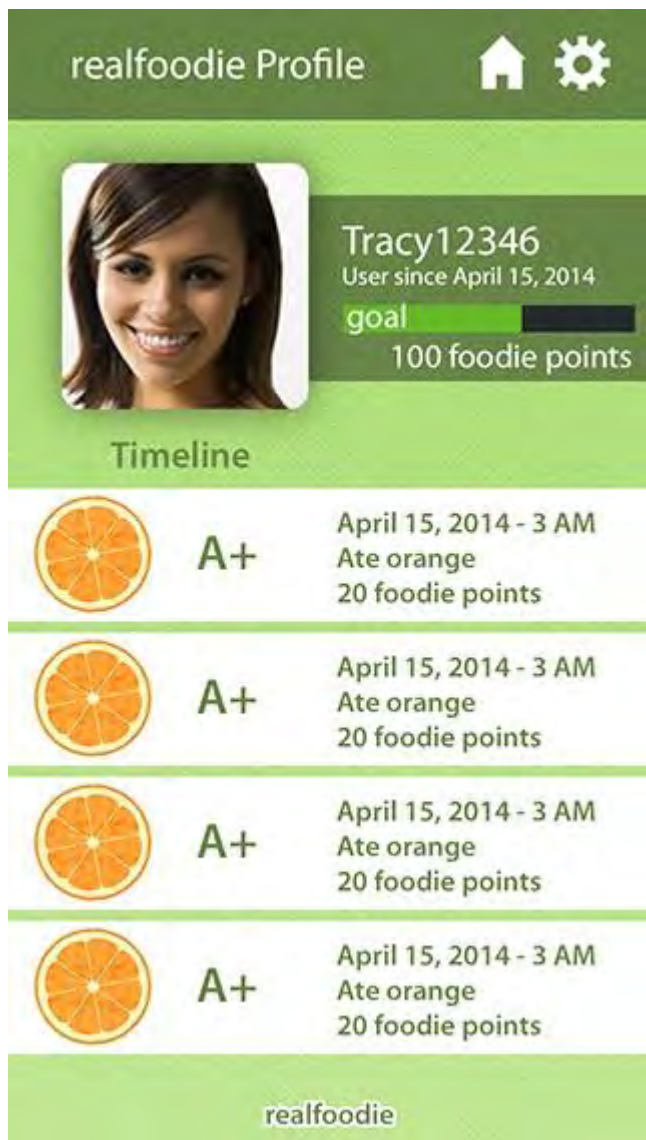 realfoodie Profile
Tracy12346
User since April 15, 2014
goal
100 foodie points
Timeline
A+
April 15, 2014 - 3 AM
Ate orange
20 foodie points
A+
April 15, 2014 - 3 AM
Ate orange
20 foodie points
A+
April 15, 2014 - 3 AM
Ate orange
20 foodie points
A+
April 15, 2014 - 3 AM
Ate orange
20 foodie points
realfoodie